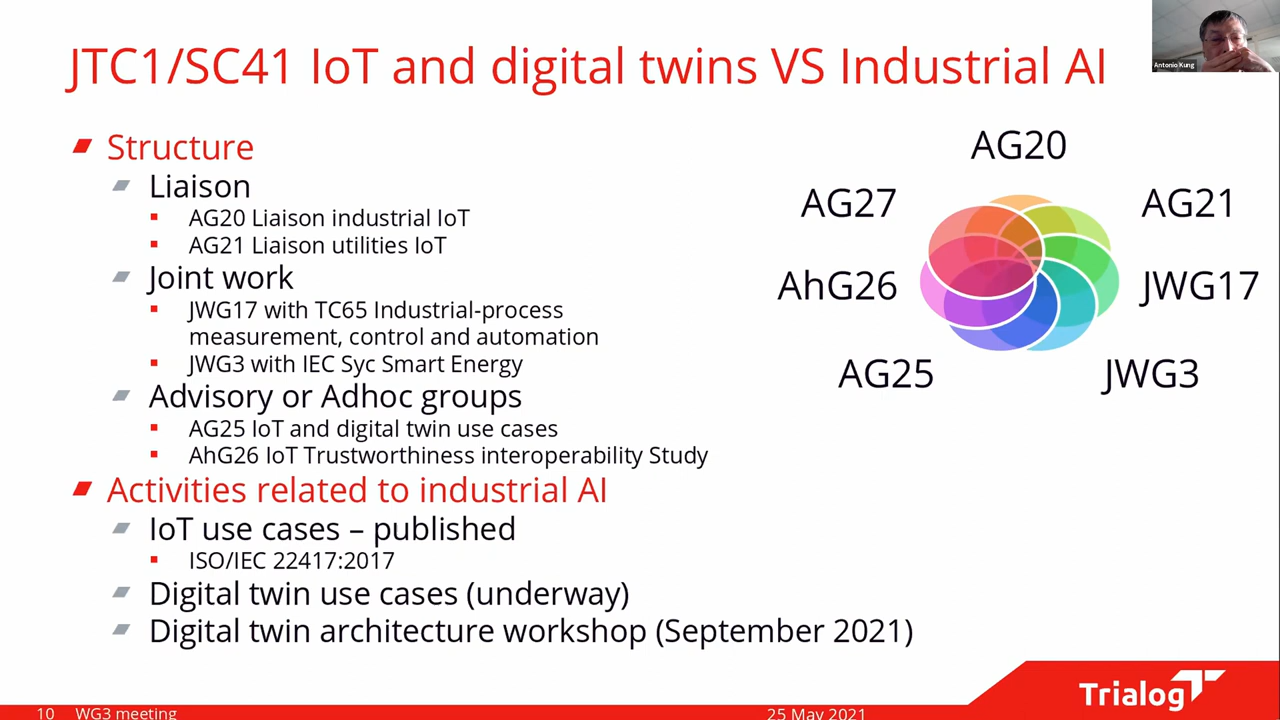 JTC1/SC41 IoT and digital twins VS Industrial AI
Antonio Kung
Structure
Liaison
AG20 Liaison industrial IoT
AG21 Liaison utilities IoT
Joint work
JWG17 with TC65 Industrial-process
measurement, control and automation
JWG3 with IEC Syc Smart Energy
Advisory or Adhoc groups
AG25 IoT and digital twin use cases
AhG26 IoT Trustworthiness interoperability Study
Activities related to industrial AI
IoT use cases – published
ISO/IEC 22417:2017
Digital twin use cases (underway)
Digital twin architecture workshop (September 2021)
AG20
AG27
AG21
AhG26
JWG17
AG25
JWG3
Trialog
10 WG3 meeting
25 May 2021